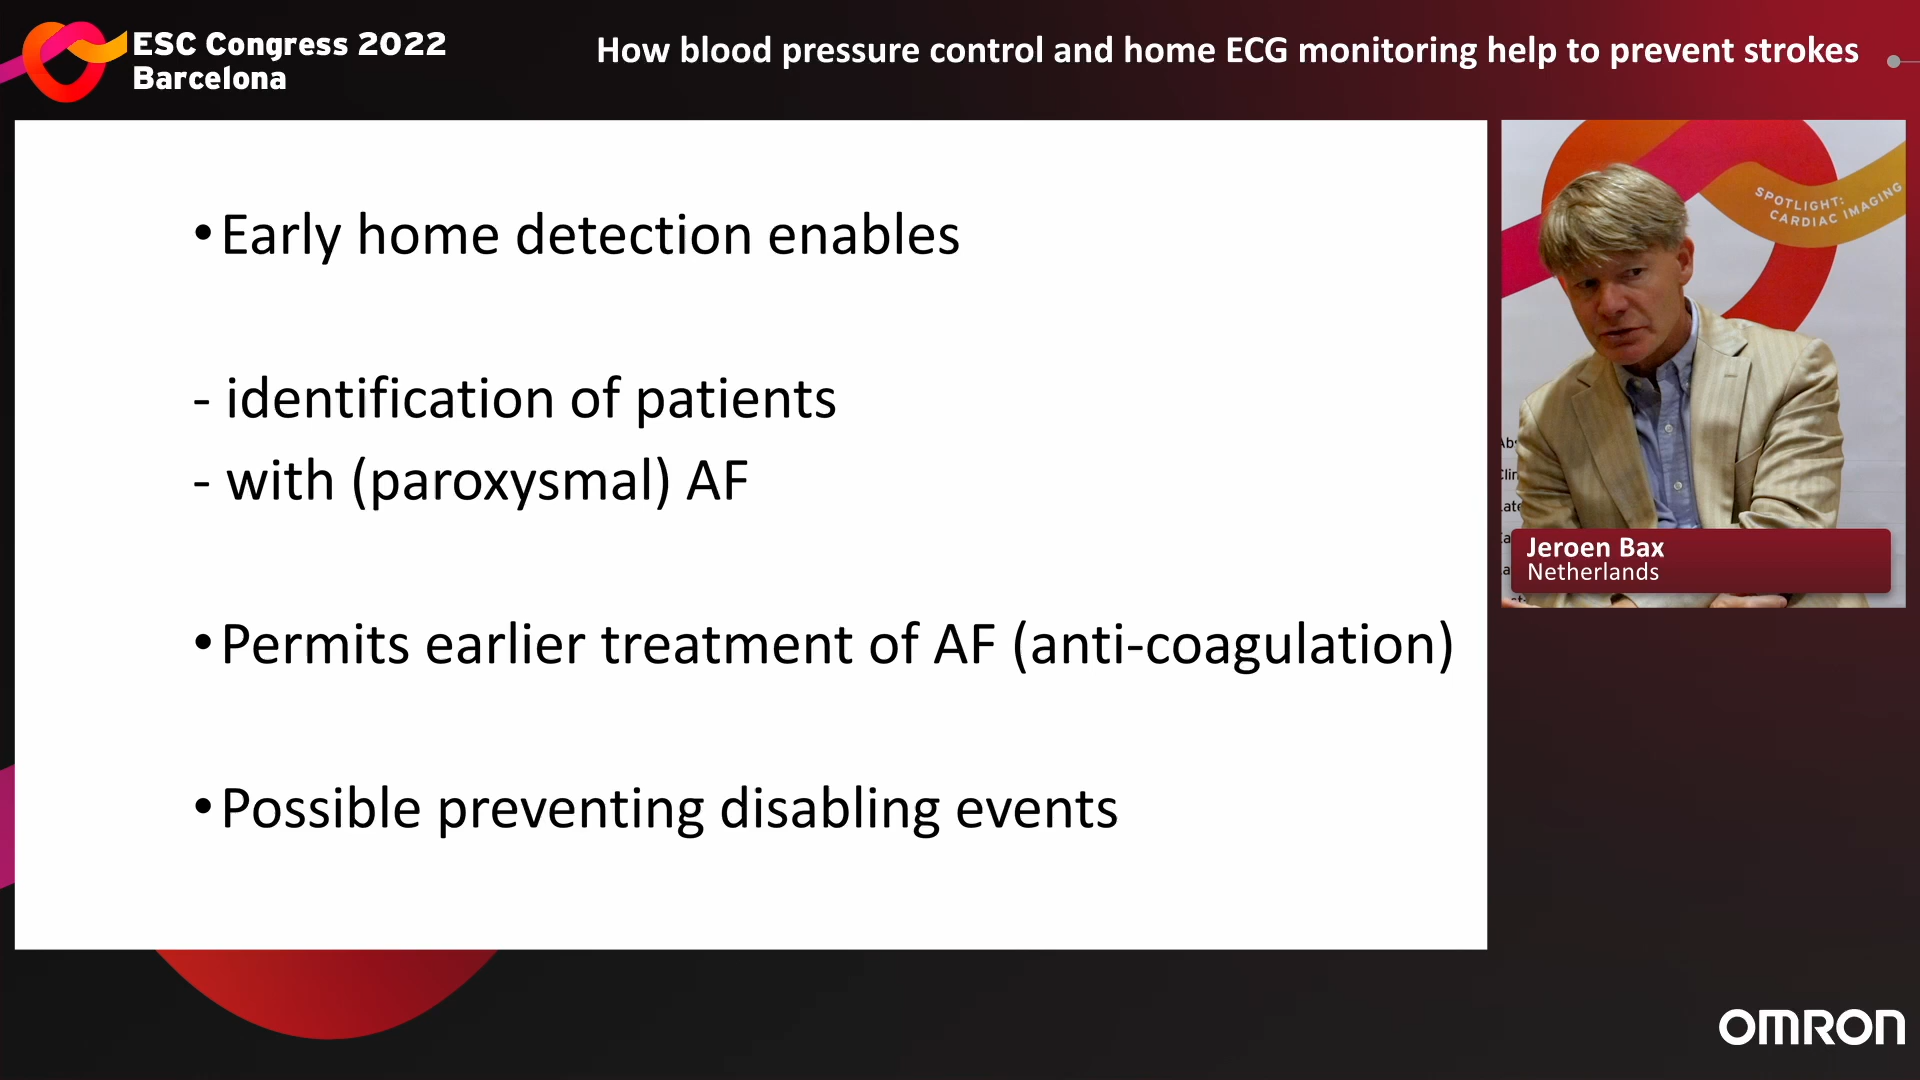 ESC Congress 2022
Barcelona
How blood pressure control and home ECG monitoring help to prevent strokes
•Early home detection enables
- identification of patients
- with (paroxysmal) AF
•Permits earlier treatment of AF (anti-coagulation)
•Possible preventing disabling events
SPOTLIGHT:
CARDIAC IMAGING
Jeroen Bax
Netherlands
OMRON